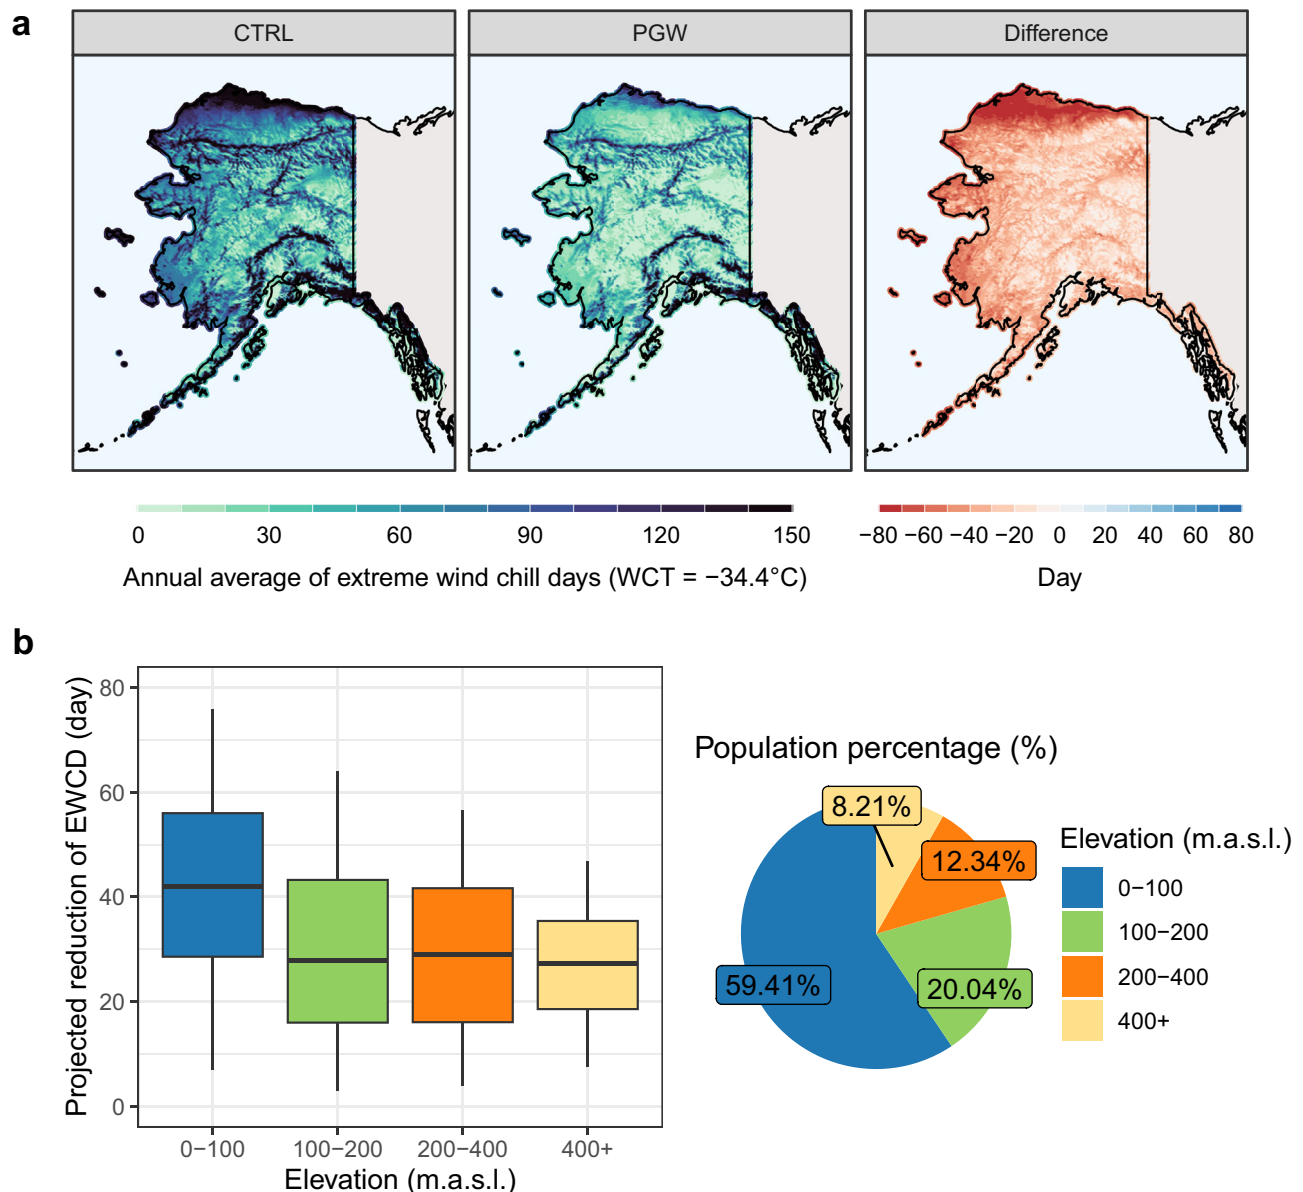 a
CTRL
PGW
Difference
0 30 60 90 120 150
Annual average of extreme wind chill days (WCT = −34.4°C)
−80 −60 −40 −20 0 20 40 60 80
Day
b
Projected reduction of EWCD (day)
80
60
40
20
0
0−100 100−200 200−400 400+
Elevation (m.a.s.l.)
Population percentage (%)
8.21%
12.34%
59.41%
20.04%
Elevation (m.a.s.l.)
0−100
100−200
200−400
400+